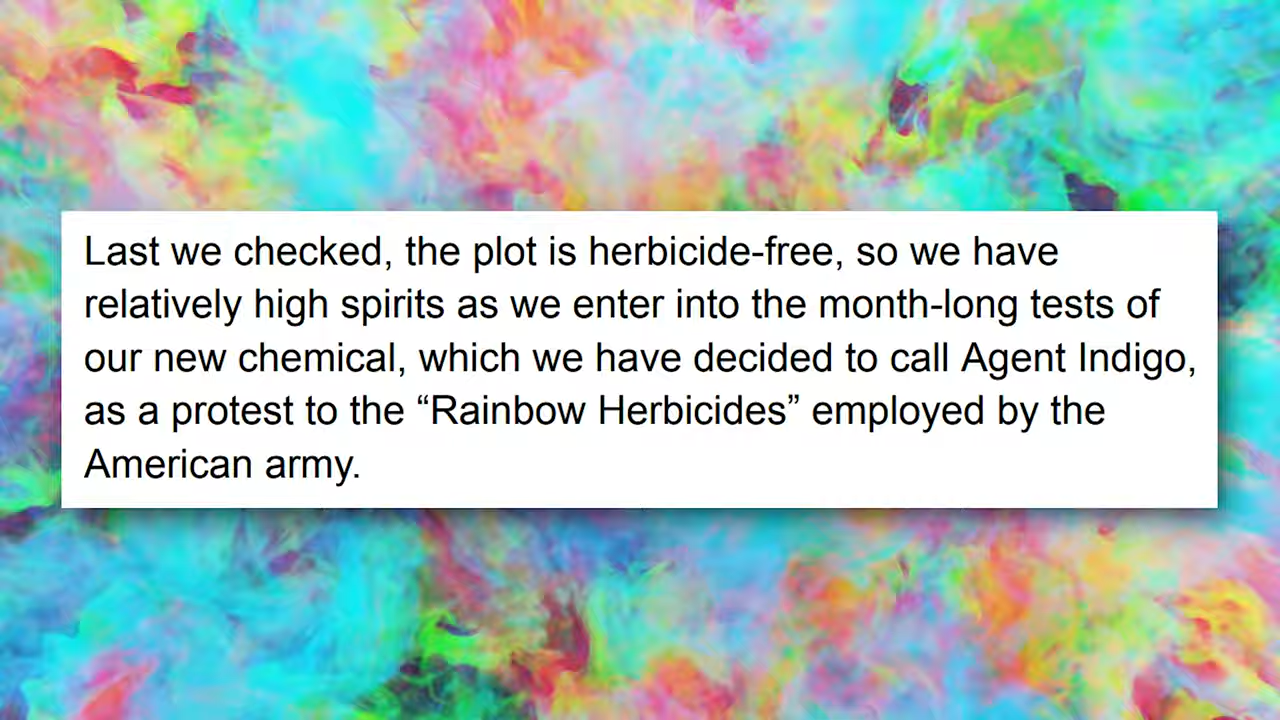 Last we checked, the plot is herbicide-free, so we have
relatively high spirits as we enter into the month-long tests of
our new chemical, which we have decided to call Agent Indigo,
as a protest to the “Rainbow Herbicides” employed by the
American army.